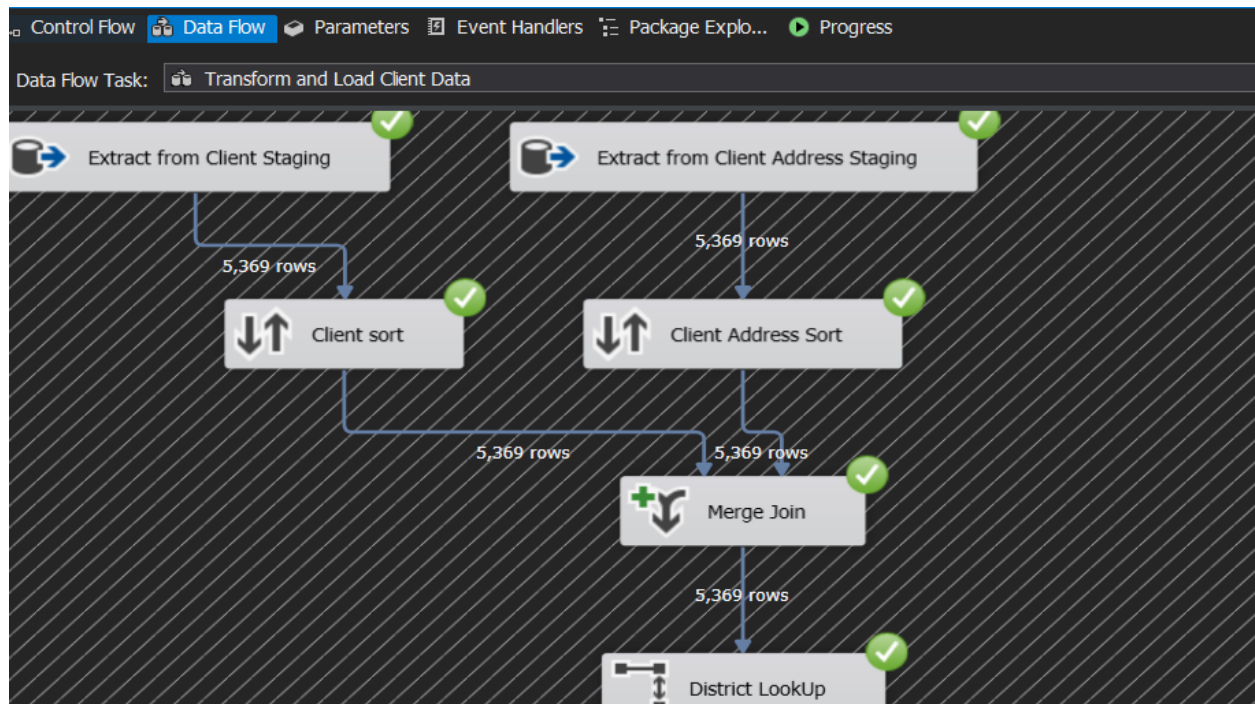 Control Flow Data Flow Parameters Event Handlers Package Explo... Progress
Data Flow Task: Transform and Load Client Data
Extract from Client Staging Extract from Client Address Staging
5,369 rows
5,369 rows
Client sort Client Address Sort
5,369 rows 5,369 rows
Merge Join
5,369 rows
District LookUp